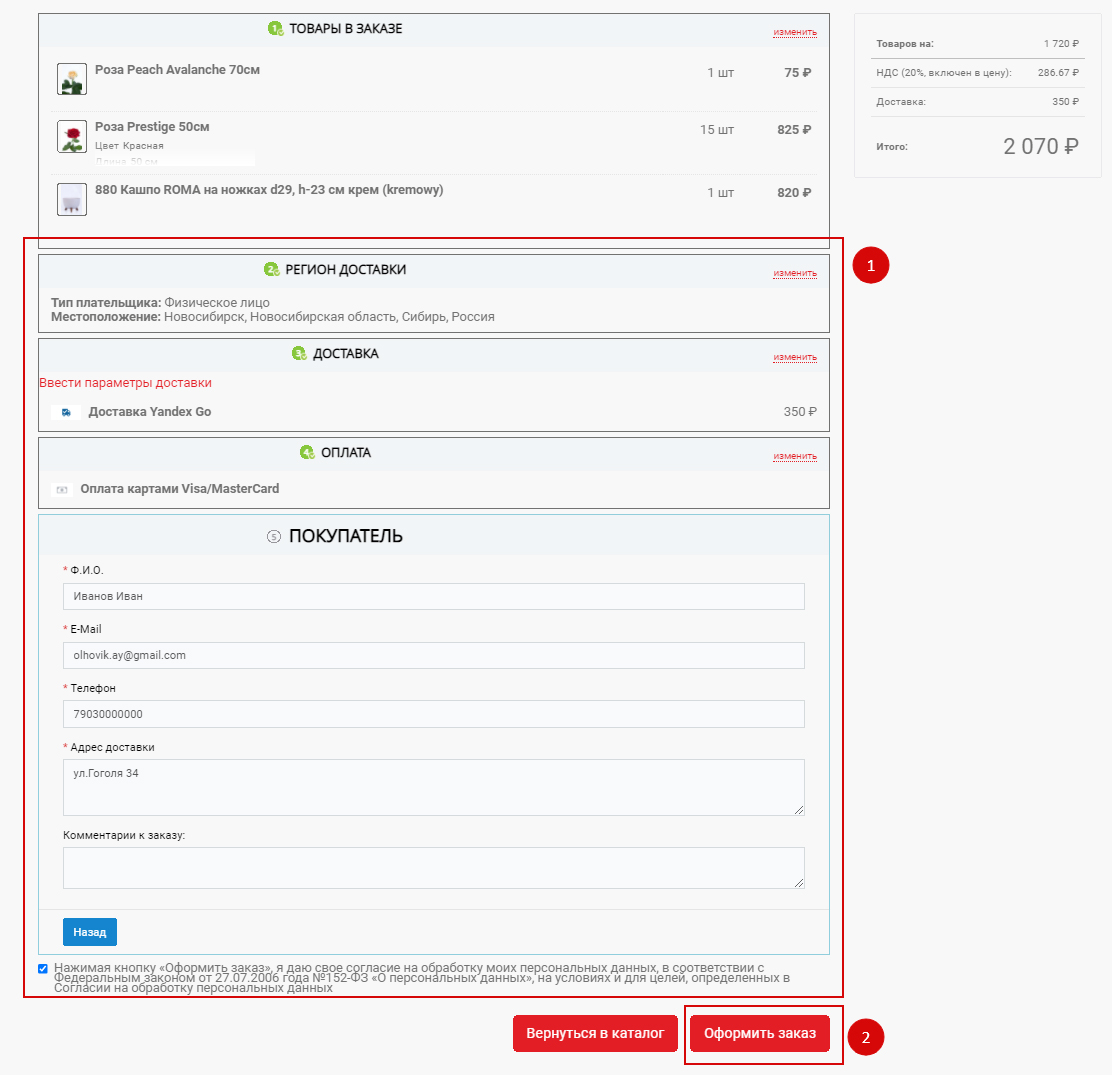 1 ТОВАРЫ В ЗАКАЗЕ
изменить
Роза Peach Avalanche 70см 1 шт 75 ₽
Роза Prestige 50см 15 шт 825 ₽
Цвет Красная
Длина 50 см
880 Кашпо ROMA на ножках d29, h-23 см крем (kremowy) 1 шт 820 ₽
Товаров на: 1 720 ₽
НДС (20%, включен в цену): 286.67 ₽
Доставка: 350 ₽
Итого: 2 070 ₽
1
2 РЕГИОН ДОСТАВКИ
изменить
Тип плательщика: Физическое лицо
Местоположение: Новосибирск, Новосибирская область, Сибирь, Россия
3 ДОСТАВКА
изменить
Ввести параметры доставки
Доставка Yandex Go 350 ₽
4 ОПЛАТА
изменить
Оплата картами Visa/MasterCard
5 ПОКУПАТЕЛЬ
* Ф.И.О.
Иванов Иван
* E-Mail
olhovik.ay@gmail.com
* Телефон
79030000000
* Адрес доставки
ул.Гоголя 34
Комментарии к заказу:
Назад
Нажимая кнопку «Оформить заказ», я даю свое согласие на обработку моих персональных данных, в соответствии с
Федеральным законом от 27.07.2006 года №152-ФЗ «О персональных данных», на условиях и для целей, определенных в
Согласии на обработку персональных данных
Вернуться в каталог
Оформить заказ
2